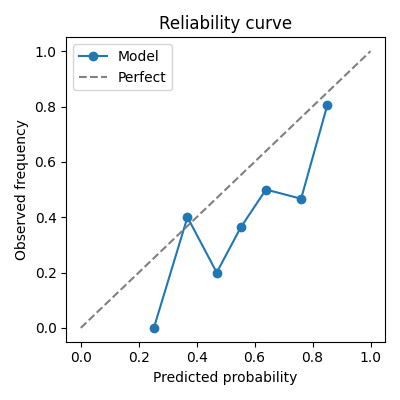 Reliability curve
Model
Perfect
Observed frequency
1.0
0.8
0.6
0.4
0.2
0.0
0.0 0.2 0.4 0.6 0.8 1.0
Predicted probability